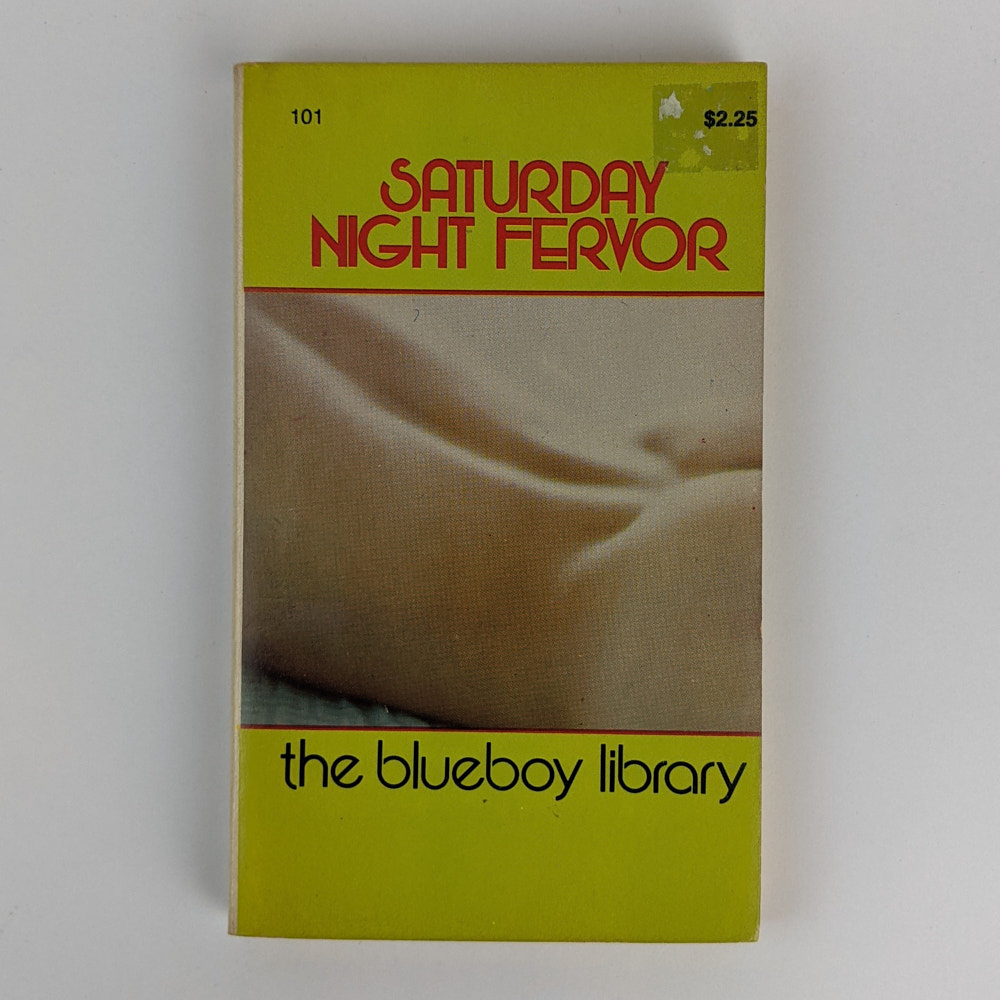 101
$2.25
SATURDAY
NIGHT FERVOR
the blueboy library